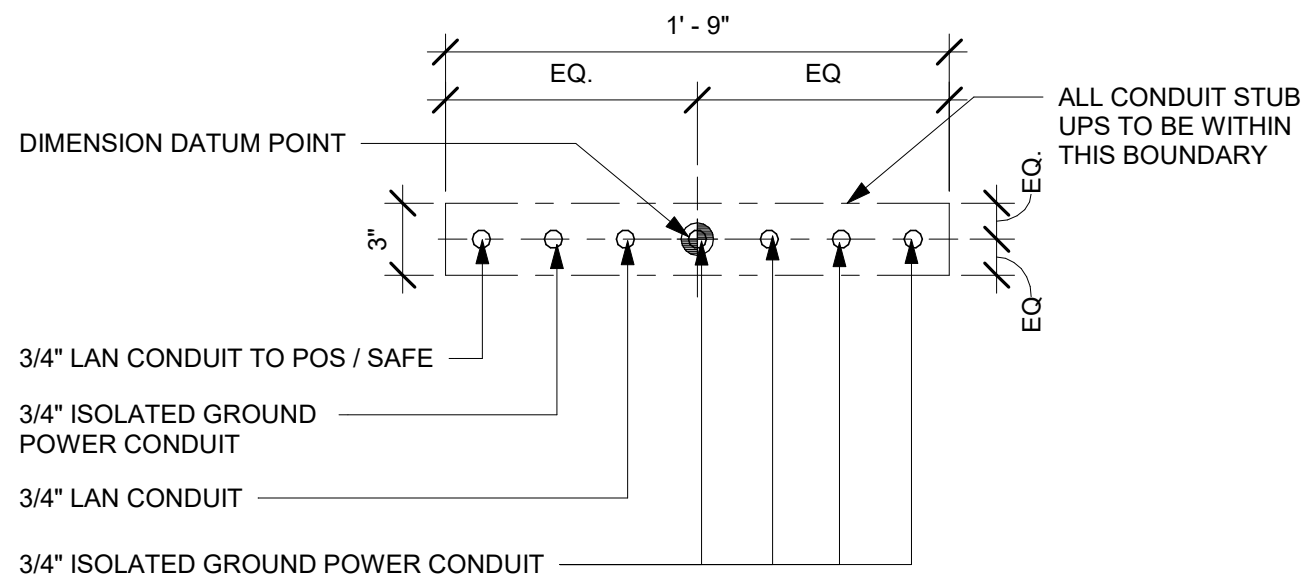 1' - 9"
EQ.
EQ
ALL CONDUIT STUB
UPS TO BE WITHIN
THIS BOUNDARY
DIMENSION DATUM POINT
EQ.
3"
EQ
3/4" LAN CONDUIT TO POS / SAFE
3/4" ISOLATED GROUND
POWER CONDUIT
3/4" LAN CONDUIT
3/4" ISOLATED GROUND POWER CONDUIT